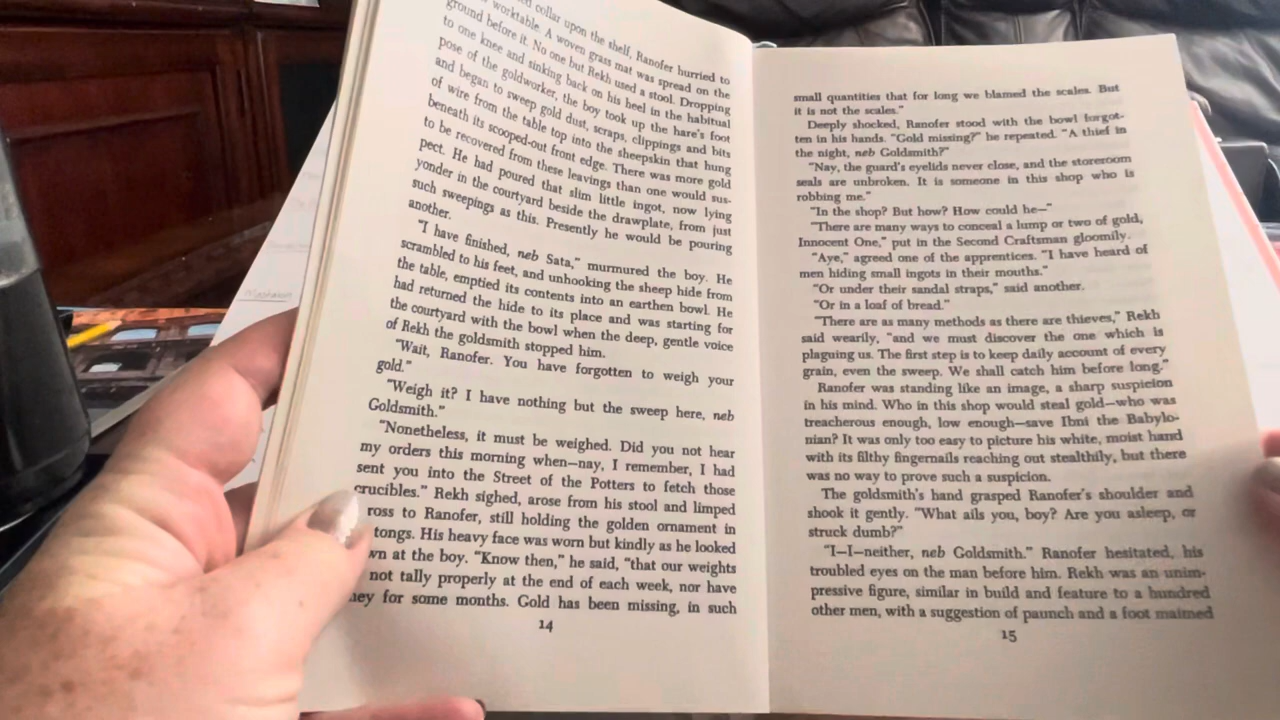 ed collar upon the shelf, Ranofer hurried to
worktable. A woven grass mat was spread on the
ground before it. No one but Rekh used a stool. Dropping
to one knee and sinking back on his heel in the habitual
pose of the goldworker, the boy took up the hare's foot
and began to sweep gold dust, scraps, clippings and bits
of wire from the table top into the sheepskin that hung
beneath its scooped-out front edge. There was more gold
to be recovered from these leavings than one would sus-
pect. He had poured that slim little ingot, now lying
yonder in the courtyard beside the drawplate, from just
such sweepings as this. Presently he would be pouring
another.
"I have finished, neb Sata," murmured the boy. He
scrambled to his feet, and unhooking the sheep hide from
the table, emptied its contents into an earthen bowl. He
had returned the hide to its place and was starting for
the courtyard with the bowl when the deep, gentle voice
of Rekh the goldsmith stopped him.
"Wait, Ranofer. You have forgotten to weigh your
gold."
"Weigh it? I have nothing but the sweep here, neb
Goldsmith."
"Nonetheless, it must be weighed. Did you not hear
my orders this morning when—nay, I remember, I had
sent you into the Street of the Potters to fetch those
crucibles." Rekh sighed, arose from his stool and limped
ross to Ranofer, still holding the golden ornament in
tongs. His heavy face was worn but kindly as he looked
wn at the boy. "Know then," he said, "that our weights
not tally properly at the end of each week, nor have
hey for some months. Gold has been missing, in such
14
small quantities that for long we blamed the scales. But
it is not the scales."
Deeply shocked, Ranofer stood with the bowl forgot-
ten in his hands. "Gold missing?" he repeated. "A thief in
the night, neb Goldsmith?"
"Nay, the guard's eyelids never close, and the storeroom
seals are unbroken. It is someone in this shop who is
robbing me."
"In the shop? But how? How could he—"
"There are many ways to conceal a lump or two of gold,
Innocent One," put in the Second Craftsman gloomily.
"Aye," agreed one of the apprentices. "I have heard of
men hiding small ingots in their mouths."
"Or under their sandal straps," said another.
"Or in a loaf of bread."
"There are as many methods as there are thieves," Rekh
said wearily, "and we must discover the one which is
plaguing us. The first step is to keep daily account of every
grain, even the sweep. We shall catch him before long."
Ranofer was standing like an image, a sharp suspicion
in his mind. Who in this shop would steal gold—who was
treacherous enough, low enough—save Ibni the Babylo-
nian? It was only too easy to picture his white, moist hand
with its filthy fingernails reaching out stealthily, but there
was no way to prove such a suspicion.
The goldsmith's hand grasped Ranofer's shoulder and
shook it gently. "What ails you, boy? Are you asleep, or
struck dumb?"
"I—I—neither, neb Goldsmith." Ranofer hesitated, his
troubled eyes on the man before him. Rekh was an unim-
pressive figure, similar in build and feature to a hundred
other men, with a suggestion of paunch and a foot maimed
15